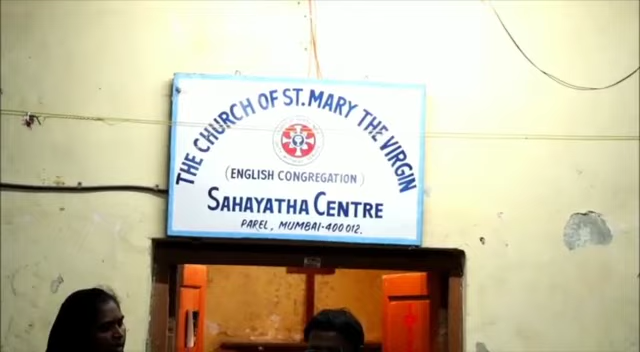 THE CHURCH OF ST. MARY THE VIRGIN
(ENGLISH CONGREGATION)
SAHAYATHA CENTRE
PAREL, MUMBAI-400 012.